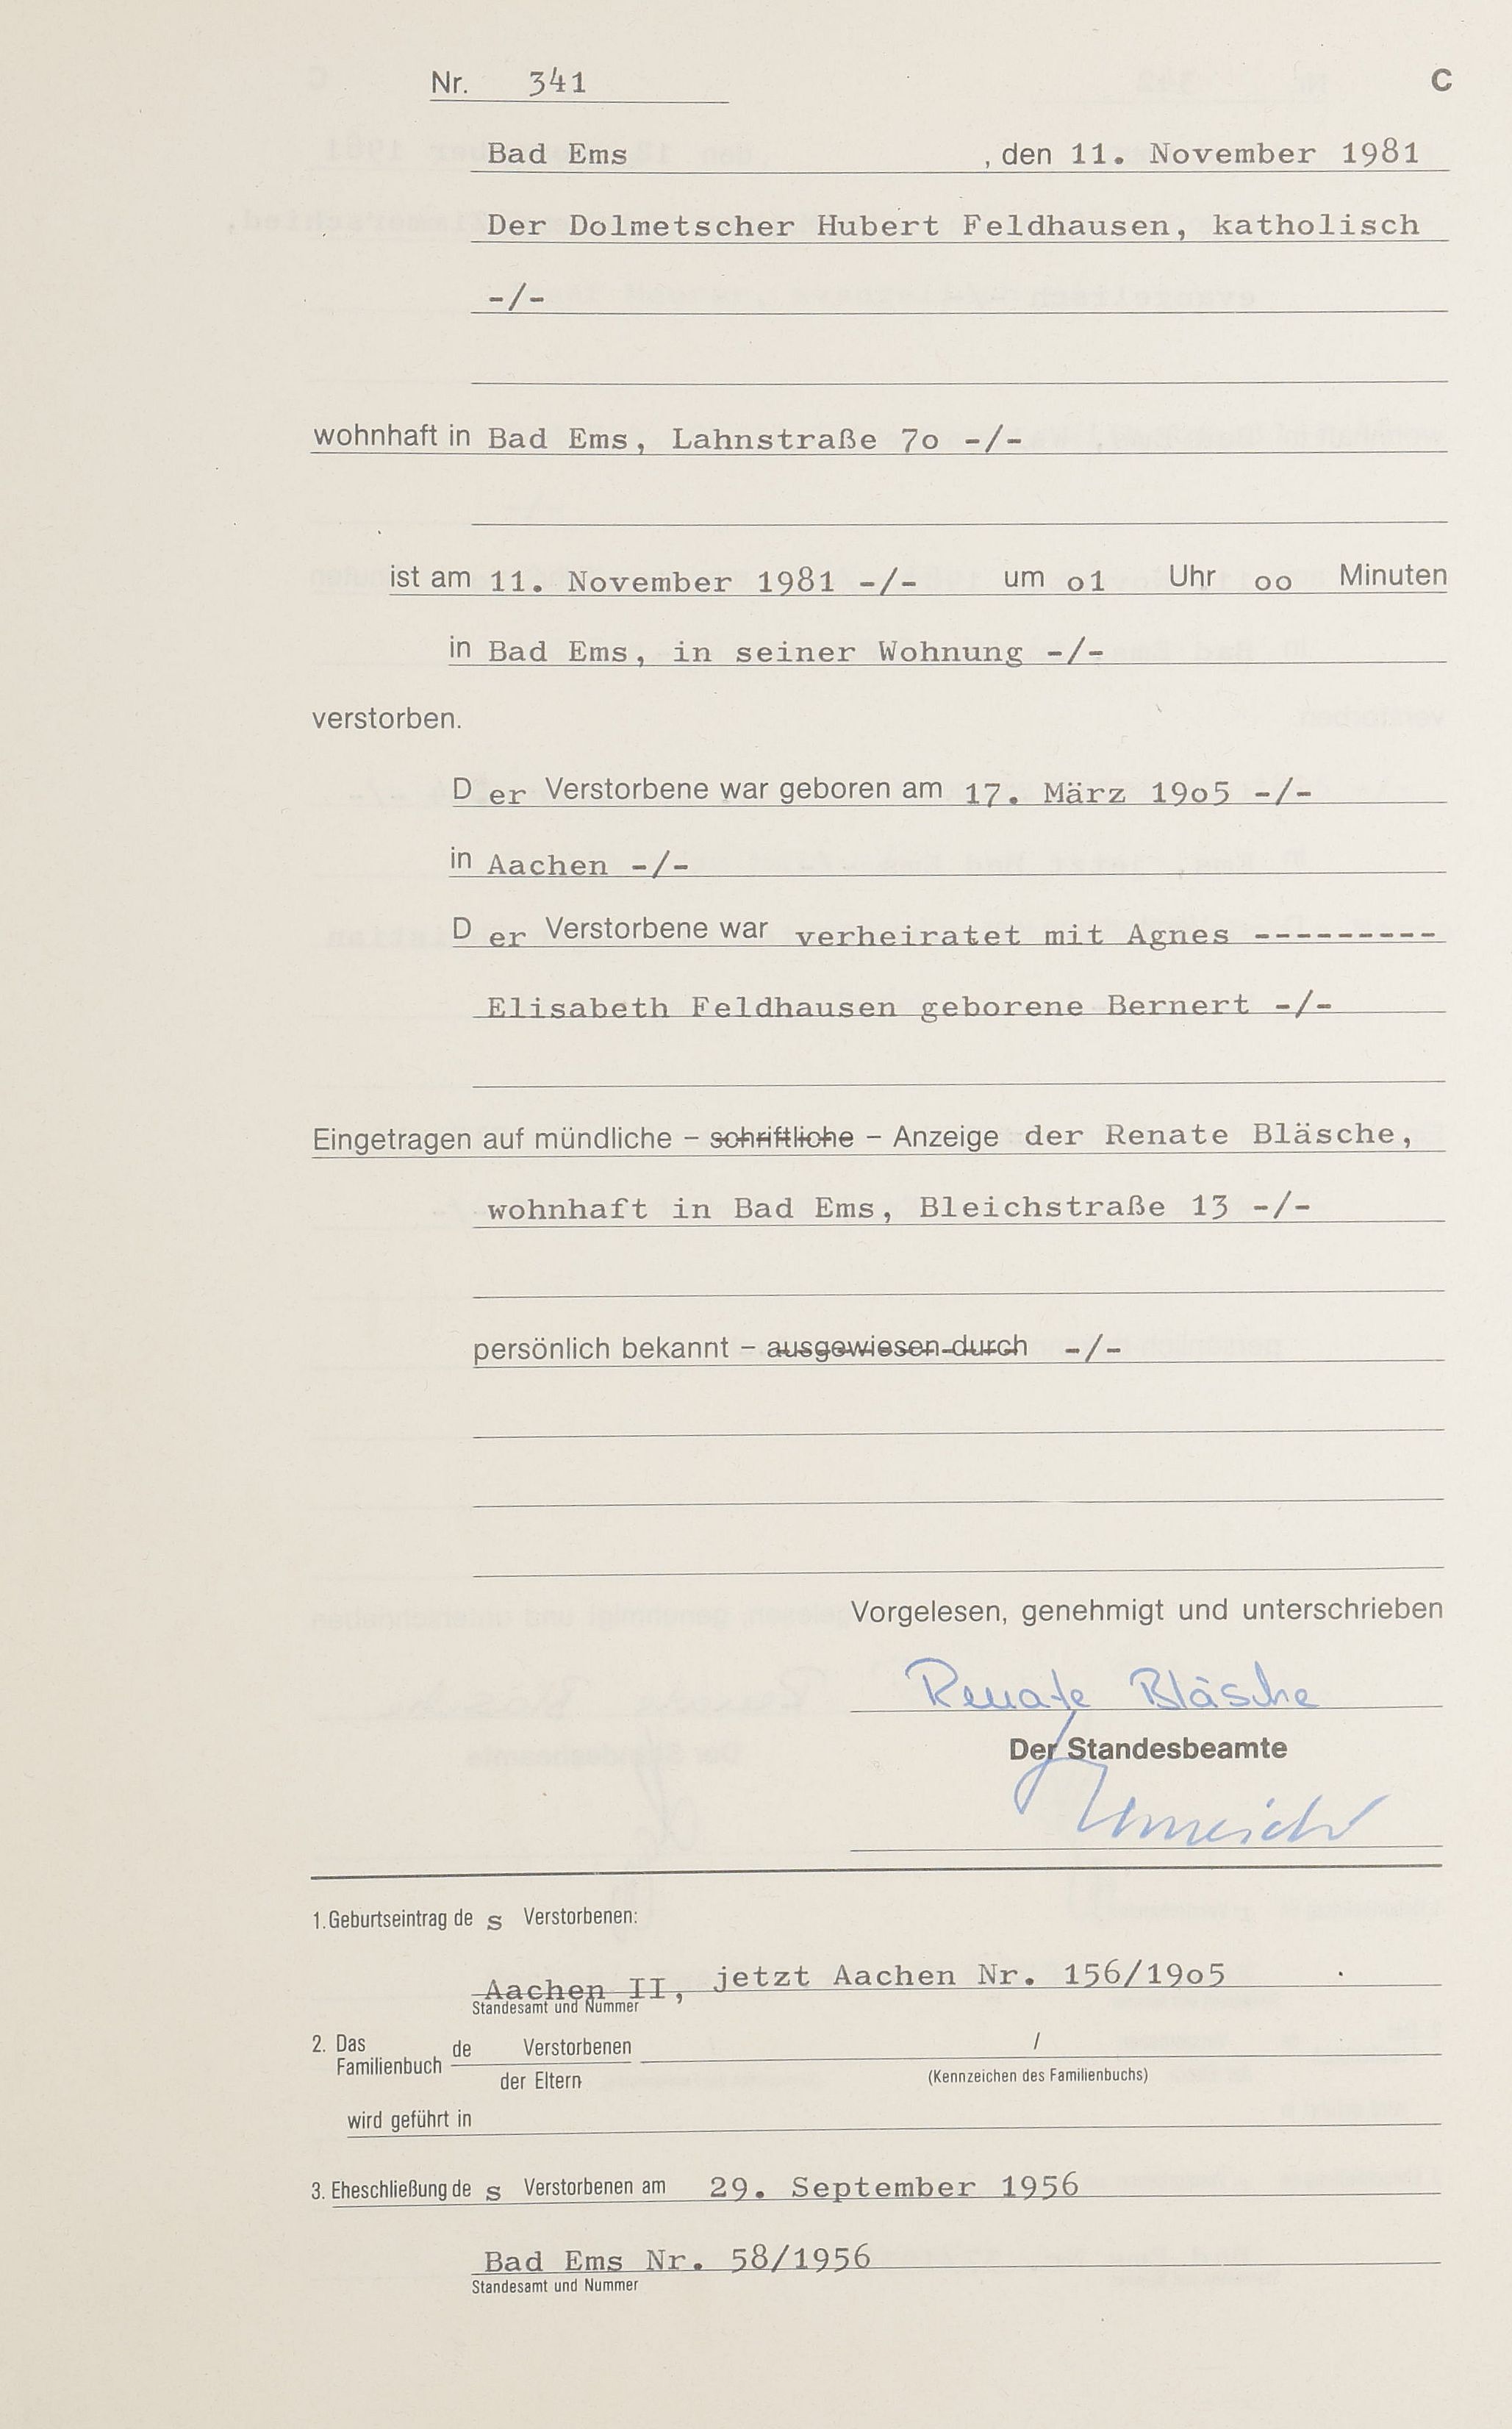 Nr. 341
C
Bad Ems , den 11. November 1981
Der Dolmetscher Hubert Feldhausen, katholisch
-/-
wohnhaft in Bad Ems, Lahnstraße 7o -/-
ist am 11. November 1981 -/- um o1 Uhr oo Minuten
in Bad Ems, in seiner Wohnung -/-
verstorben.
D er Verstorbene war geboren am 17. März 19o5 -/-
in Aachen -/-
D er Verstorbene war verheiratet mit Agnes ---------
Elisabeth Feldhausen geborene Bernert -/-
Eingetragen auf mündliche – schriftliche – Anzeige der Renate Bläsche,
wohnhaft in Bad Ems, Bleichstraße 13 -/-
persönlich bekannt – ausgewiesen durch -/-
Vorgelesen, genehmigt und unterschrieben
Renate Bläsche
Der Standesbeamte
1. Geburtseintrag de s Verstorbenen:
Aachen II, jetzt Aachen Nr. 156/19o5
Standesamt und Nummer
2. Das Familienbuch de Verstorbenen /
der Eltern (Kennzeichen des Familienbuchs)
wird geführt in
3. Eheschließung de s Verstorbenen am 29. September 1956
Bad Ems Nr. 58/1956
Standesamt und Nummer